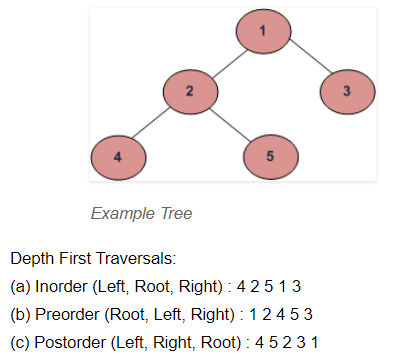 1
2 3
4 5
Example Tree
Depth First Traversals:
(a) Inorder (Left, Root, Right) : 4 2 5 1 3
(b) Preorder (Root, Left, Right) : 1 2 4 5 3
(c) Postorder (Left, Right, Root) : 4 5 2 3 1